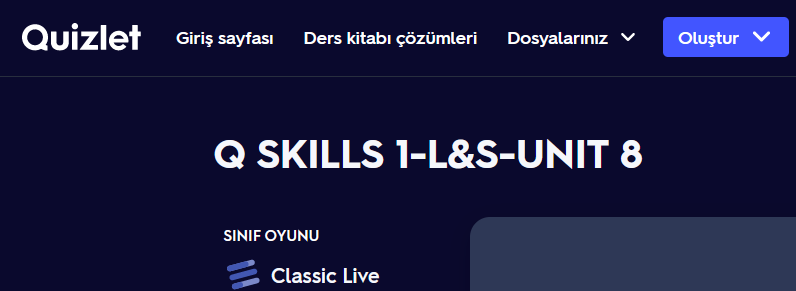 Quizlet Giriş sayfası Ders kitabı çözümleri Dosyalarınız Oluştur
Q SKILLS 1-L&S-UNIT 8
SINIF OYUNU
Classic Live